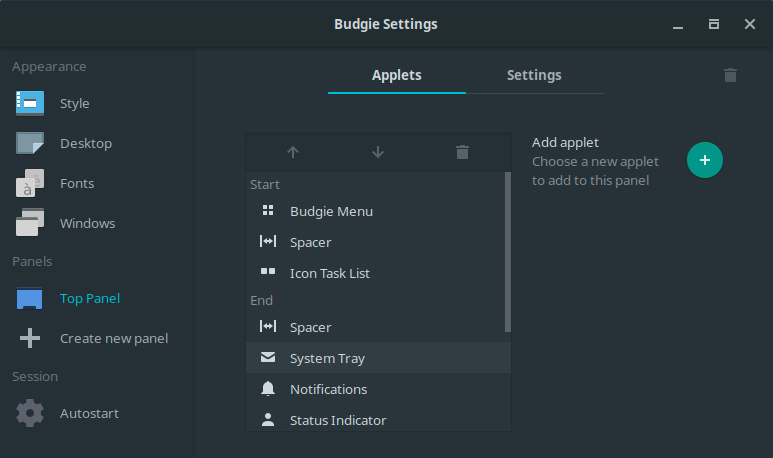 Budgie Settings
Appearance
Style
Desktop
Fonts
Windows
Panels
Top Panel
Create new panel
Session
Autostart
Applets
Settings
Start
Budgie Menu
Spacer
Icon Task List
End
Spacer
System Tray
Notifications
Status Indicator
Add applet
Choose a new applet
to add to this panel